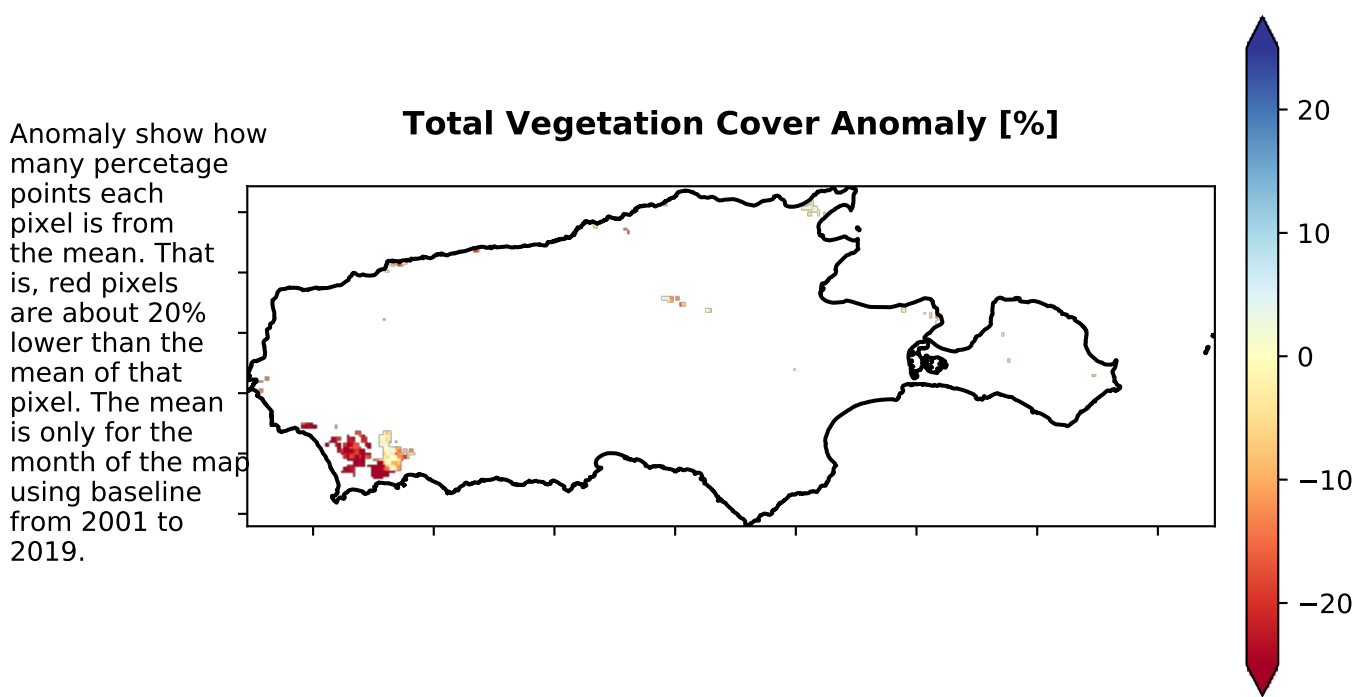 Total Vegetation Cover Anomaly [%]
Anomaly show how
many percetage
points each
pixel is from
the mean. That
is, red pixels
are about 20%
lower than the
mean of that
pixel. The mean
is only for the
month of the map
using baseline
from 2001 to
2019.
20
10
0
−10
−20